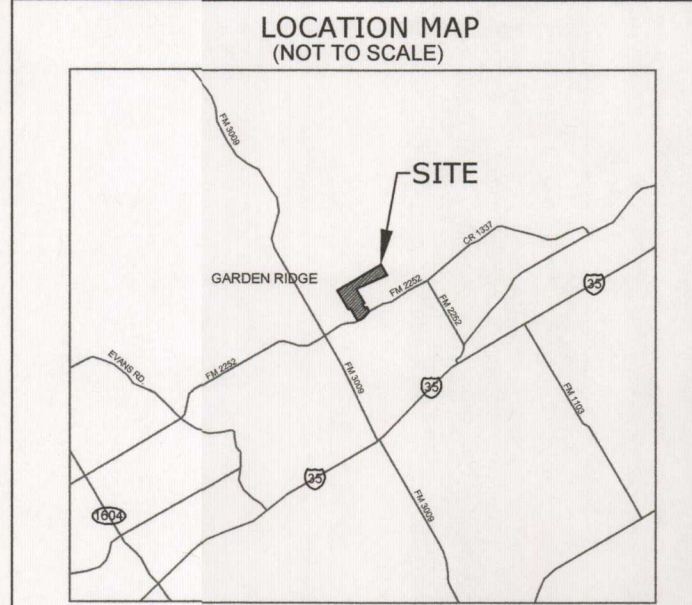 LOCATION MAP
(NOT TO SCALE)
FM 3009
SITE
CR 1337
GARDEN RIDGE
FM 2252
35
FM 2252
EVANS RD.
FM 2252
FM 3009
35
FM 1103
35
FM 3009
1604